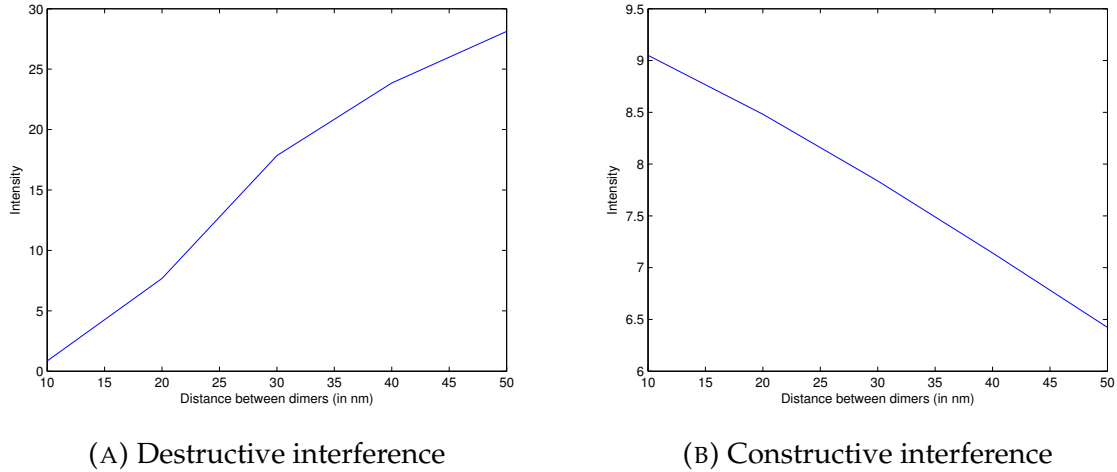 30
25
20
15
10
5
0
Intensity
10 15 20 25 30 35 40 45 50
Distance between dimers (in nm)
(A) Destructive interference
9.5
9
8.5
8
7.5
7
6.5
6
Intensity
10 15 20 25 30 35 40 45 50
Distance between dimers (in nm)
(B) Constructive interference